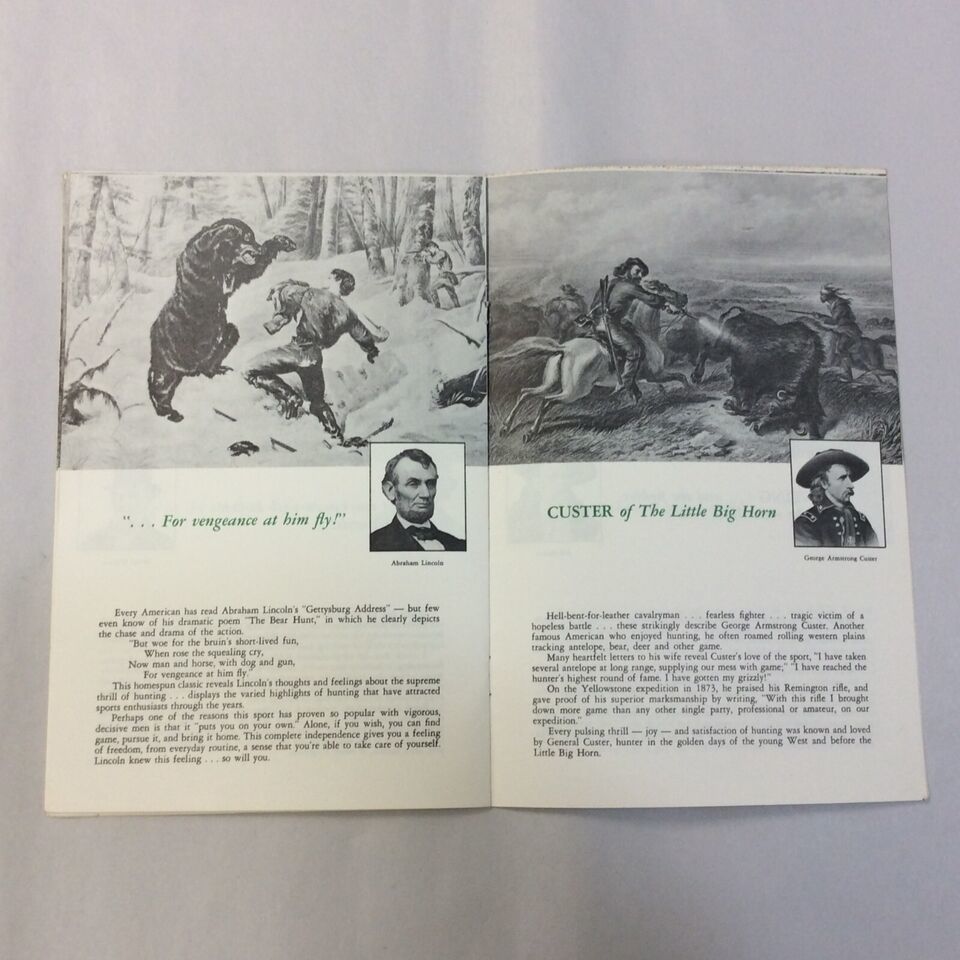 ". . . For vengeance at him fly!"
Abraham Lincoln
Every American has read Abraham Lincoln's "Gettysburg Address" — but few
even know of his dramatic poem "The Bear Hunt," in which he clearly depicts
the chase and drama of the action.
"But woe for the bruin's short-lived fun,
When rose the squealing cry,
Now man and horse, with dog and gun,
For vengeance at him fly."
This homespun classic reveals Lincoln's thoughts and feelings about the supreme
thrill of hunting . . . displays the varied highlights of hunting that have attracted
sports enthusiasts through the years.
Perhaps one of the reasons this sport has proven so popular with vigorous,
decisive men is that it "puts you on your own." Alone, if you wish, you can find
game, pursue it, and bring it home. This complete independence gives you a feeling
of freedom, from everyday routine, a sense that you're able to take care of yourself.
Lincoln knew this feeling . . . so will you.
CUSTER of The Little Big Horn
George Armstrong Custer
Hell-bent-for-leather cavalryman . . . fearless fighter . . . tragic victim of a
hopeless battle . . . these strikingly describe George Armstrong Custer. Another
famous American who enjoyed hunting, he often roamed rolling western plains
tracking antelope, bear, deer and other game.
Many heartfelt letters to his wife reveal Custer's love of the sport, "I have taken
several antelope at long range, supplying our mess with game;" "I have reached the
hunter's highest round of fame. I have gotten my grizzly!"
On the Yellowstone expedition in 1873, he praised his Remington rifle, and
gave proof of his superior marksmanship by writing, "With this rifle I brought
down more game than any other single party, professional or amateur, on our
expedition."
Every pulsing thrill — joy — and satisfaction of hunting was known and loved
by General Custer, hunter in the golden days of the young West and before the
Little Big Horn.